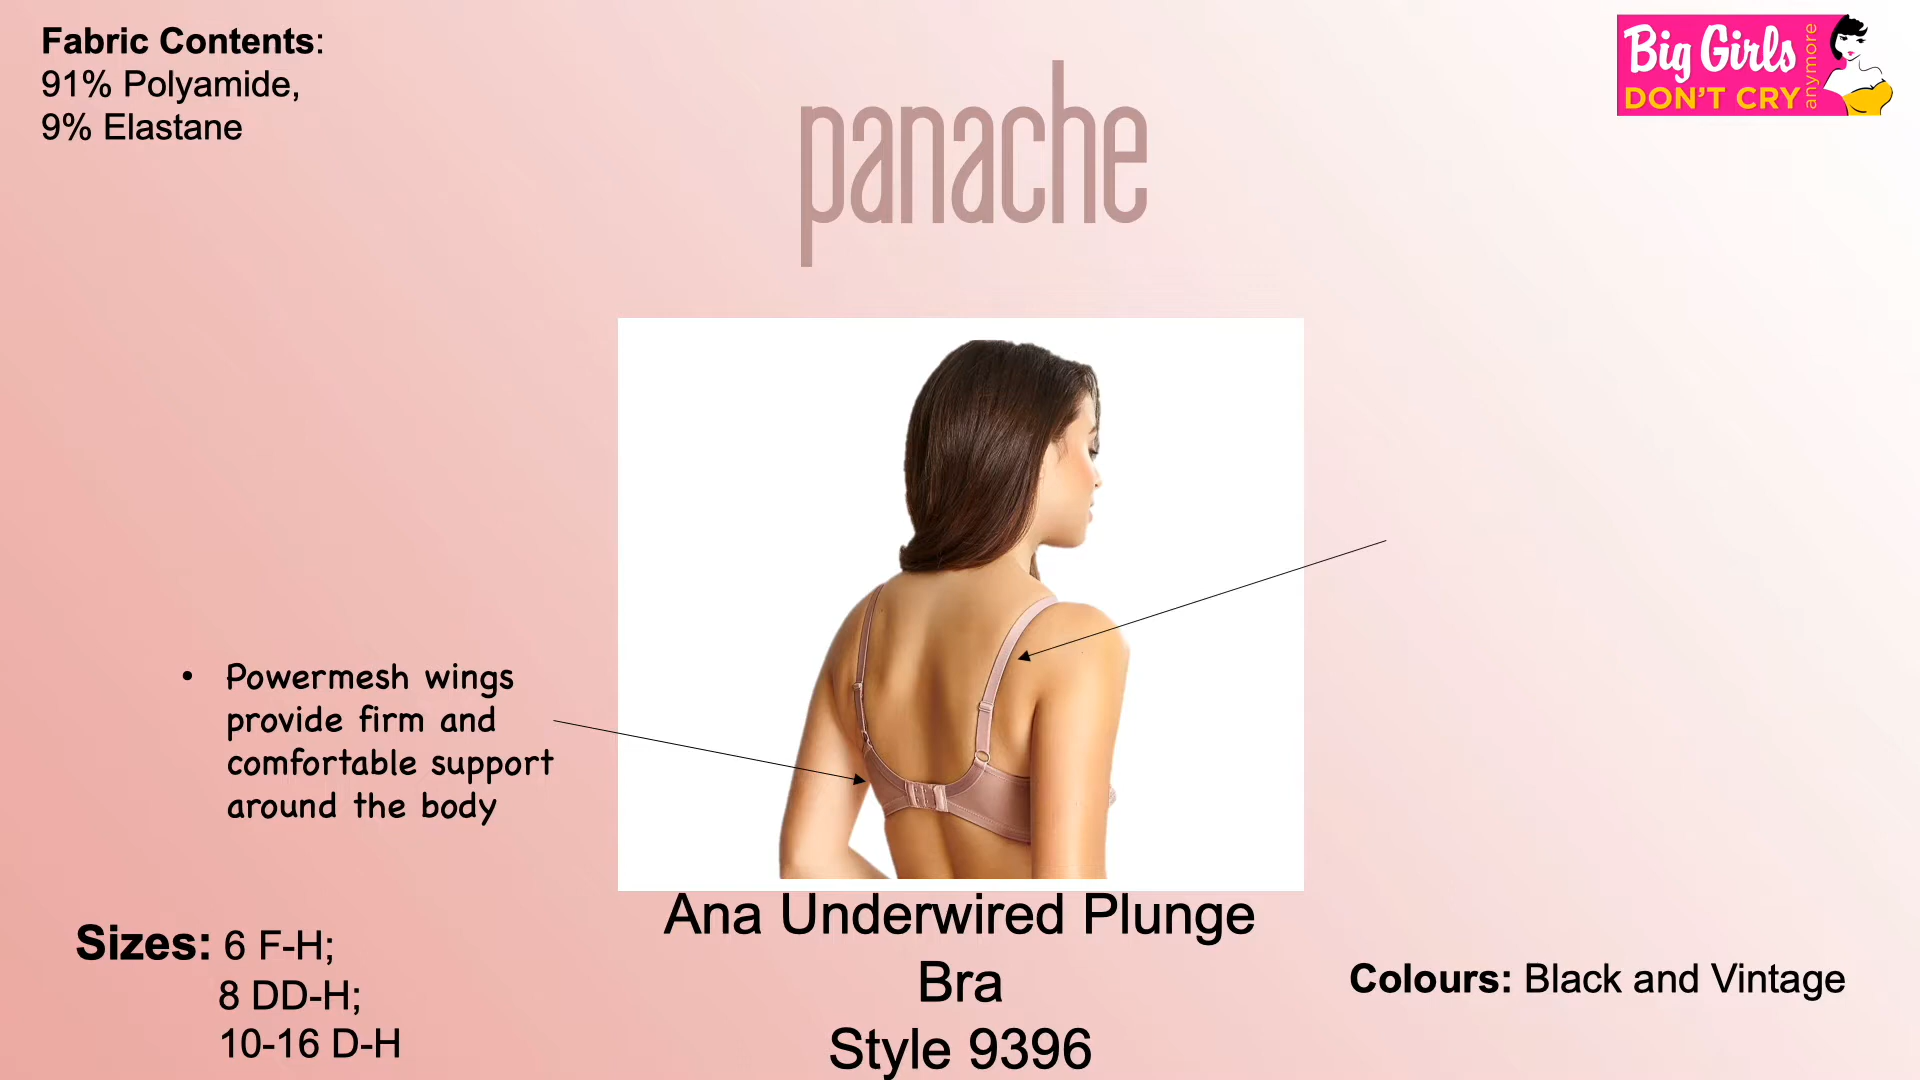 Fabric Contents:
91% Polyamide,
9% Elastane
Big Girls
DON'T CRY
anymore
panache
• Powermesh wings
provide firm and
comfortable support
around the body
Sizes: 6 F-H;
8 DD-H;
10-16 D-H
Ana Underwired Plunge
Bra
Style 9396
Colours: Black and Vintage